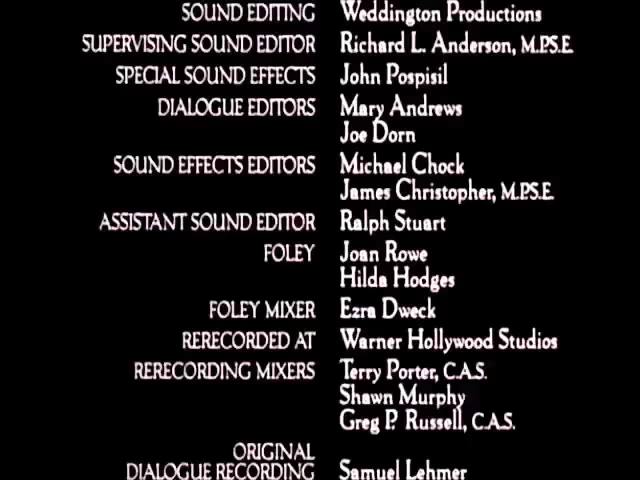 SOUND EDITING Weddington Productions
SUPERVISING SOUND EDITOR Richard L. Anderson, M.P.S.E.
SPECIAL SOUND EFFECTS John Pospisil
DIALOGUE EDITORS Mary Andrews
Joe Dorn
SOUND EFFECTS EDITORS Michael Chock
James Christopher, M.P.S.E.
ASSISTANT SOUND EDITOR Ralph Stuart
FOLEY Joan Rowe
Hilda Hodges
FOLEY MIXER Ezra Dweck
RERECORDED AT Warner Hollywood Studios
RERECORDING MIXERS Terry Porter, C.A.S.
Shawn Murphy
Greg P. Russell, C.A.S.
ORIGINAL
DIALOGUE RECORDING Samuel Lehmer